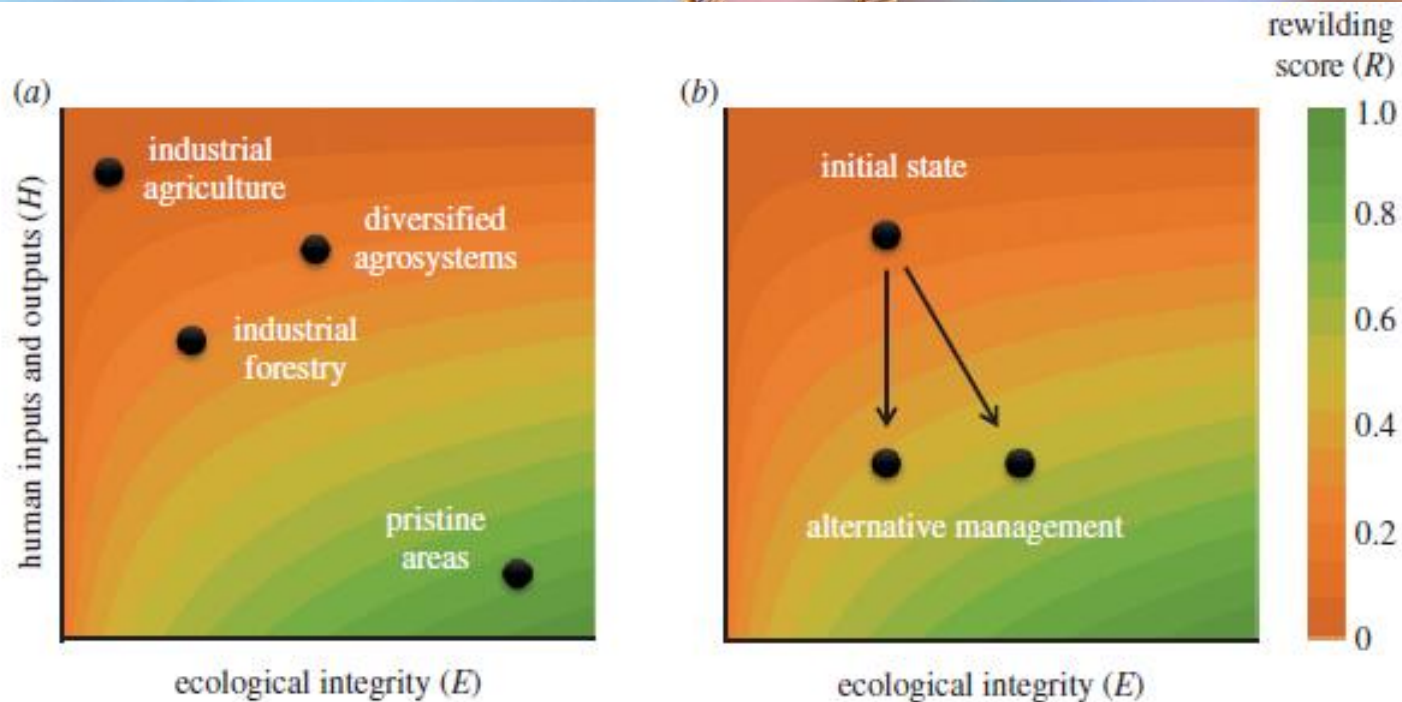 rewilding
score (R)
(a)
(b)
industrial
agriculture
diversified
agrosystems
industrial
forestry
pristine
areas
human inputs and outputs (H)
ecological integrity (E)
initial state
alternative management
ecological integrity (E)
1.0
0.8
0.6
0.4
0.2
0